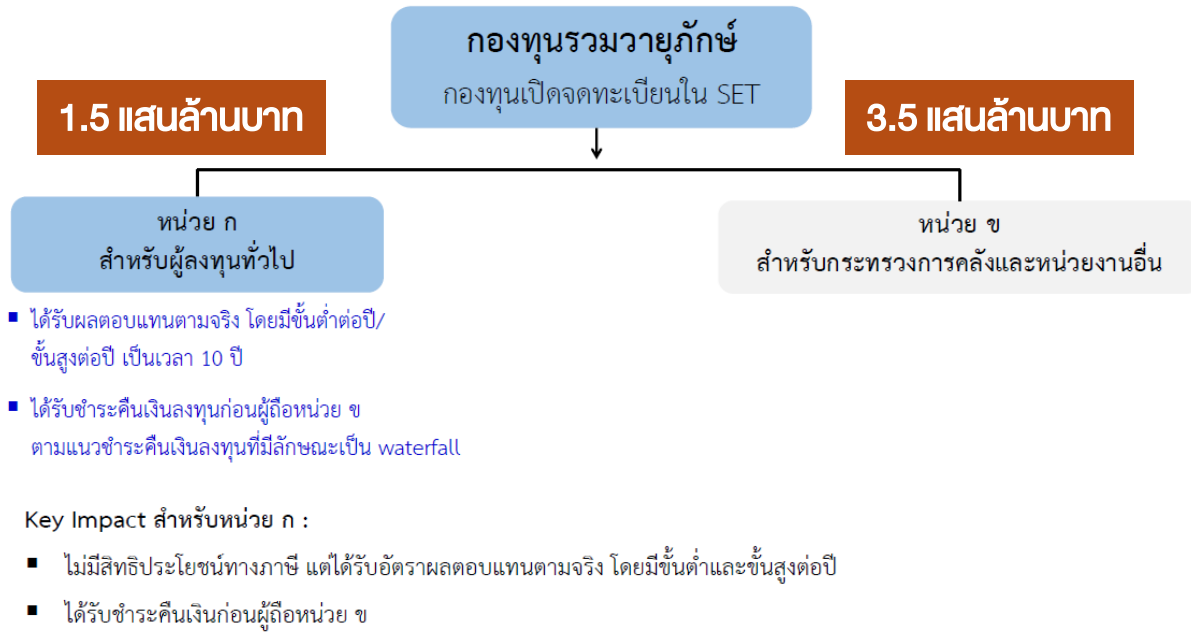 กองทุนรวมวายุภักษ์
กองทุนเปิดจดทะเบียนใน SET
1.5 แสนล้านบาท
3.5 แสนล้านบาท
หน่วย ก
สำหรับผู้ลงทุนทั่วไป
หน่วย ข
สำหรับกระทรวงการคลังและหน่วยงานอื่น
▪ ได้รับผลตอบแทนตามจริง โดยมีขั้นต่ำต่อปี/
ขั้นสูงต่อปี เป็นเวลา 10 ปี
▪ ได้รับชำระคืนเงินลงทุนก่อนผู้ถือหน่วย ข
ตามแนวชำระคืนเงินลงทุนที่มีลักษณะเป็น waterfall
Key Impact สำหรับหน่วย ก :
▪ ไม่มีสิทธิประโยชน์ทางภาษี แต่ได้รับอัตราผลตอบแทนตามจริง โดยมีขั้นต่ำและขั้นสูงต่อปี
▪ ได้รับชำระคืนเงินก่อนผู้ถือหน่วย ข